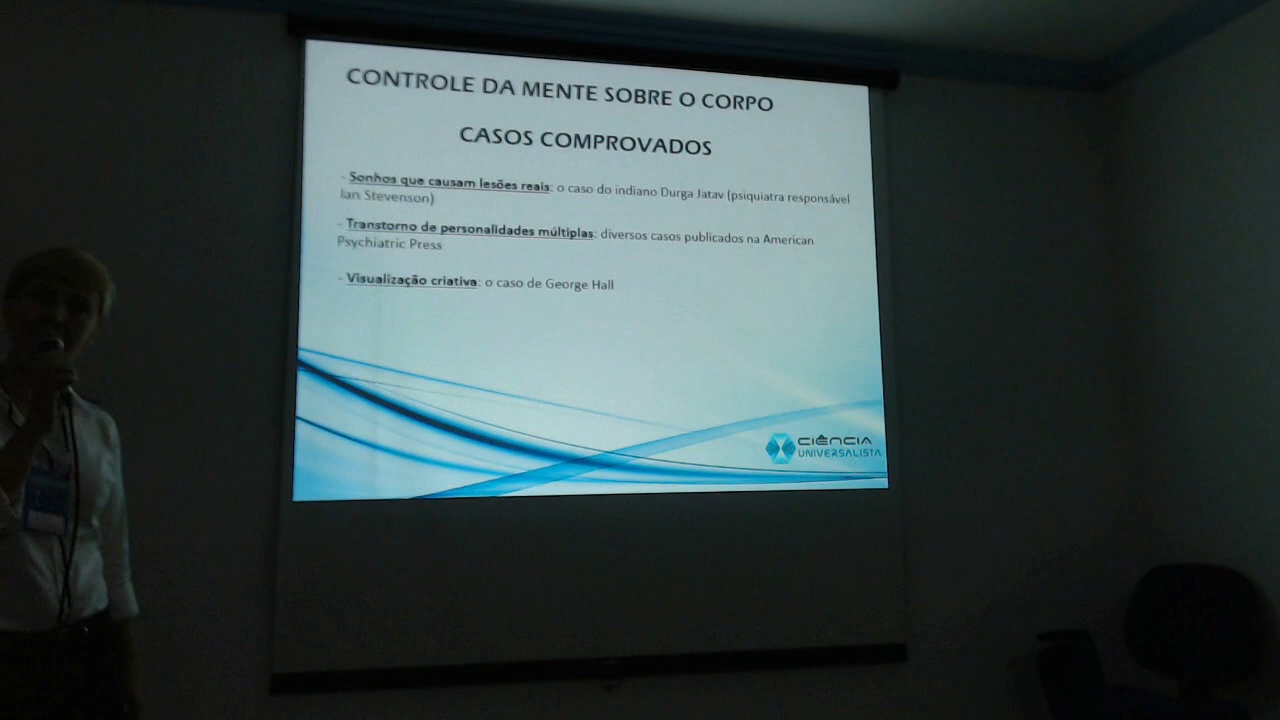 CONTROLE DA MENTE SOBRE O CORPO
CASOS COMPROVADOS
- Sonhos que causam lesões reais: o caso do indiano Durga Jatav (psiquiatra responsável
Ian Stevenson)
- Transtorno de personalidades múltiplas: diversos casos publicados na American
Psychiatric Press
- Visualização criativa: o caso de George Hall
CIÊNCIA
UNIVERSALISTA